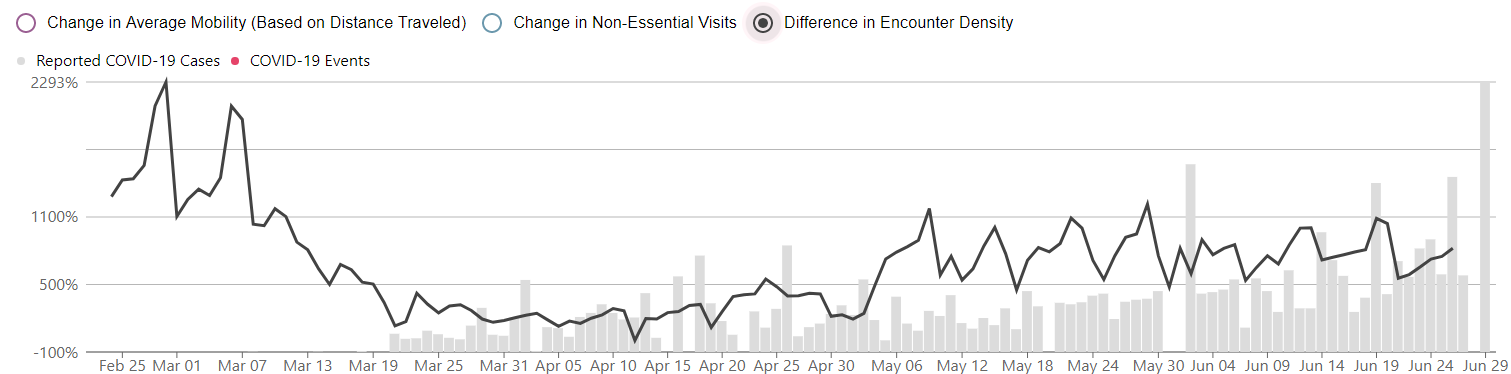 Change in Average Mobility (Based on Distance Traveled) Change in Non-Essential Visits Difference in Encounter Density
Reported COVID-19 Cases COVID-19 Events
2293%
1100%
500%
-100%
Feb 25 Mar 01 Mar 07 Mar 13 Mar 19 Mar 25 Mar 31 Apr 05 Apr 10 Apr 15 Apr 20 Apr 25 Apr 30 May 06 May 12 May 18 May 24 May 30 Jun 04 Jun 09 Jun 14 Jun 19 Jun 24 Jun 29